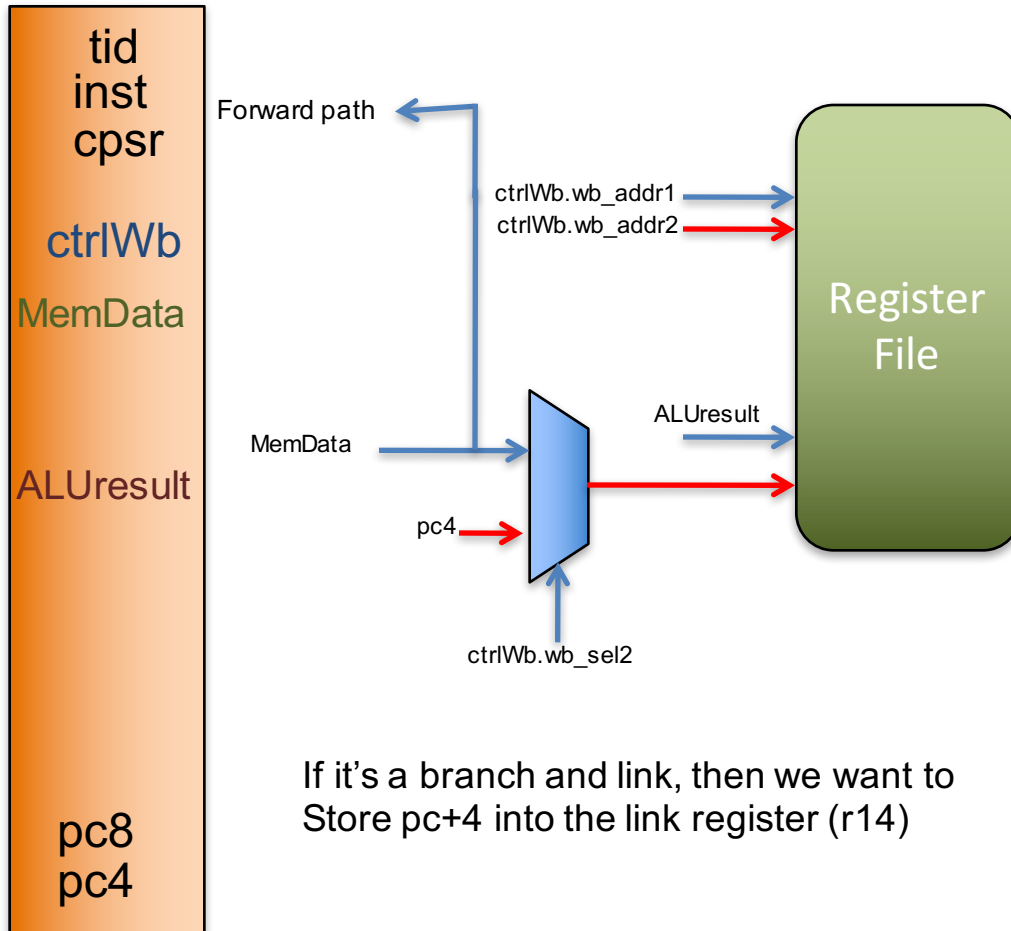 tid
inst
cpsr
ctrlWb
MemData
ALUresult
pc8
pc4
Forward path
ctrlWb.wb_addr1
ctrlWb.wb_addr2
Register
File
ALUresult
MemData
pc4
ctrlWb.wb_sel2
If it’s a branch and link, then we want to
Store pc+4 into the link register (r14)